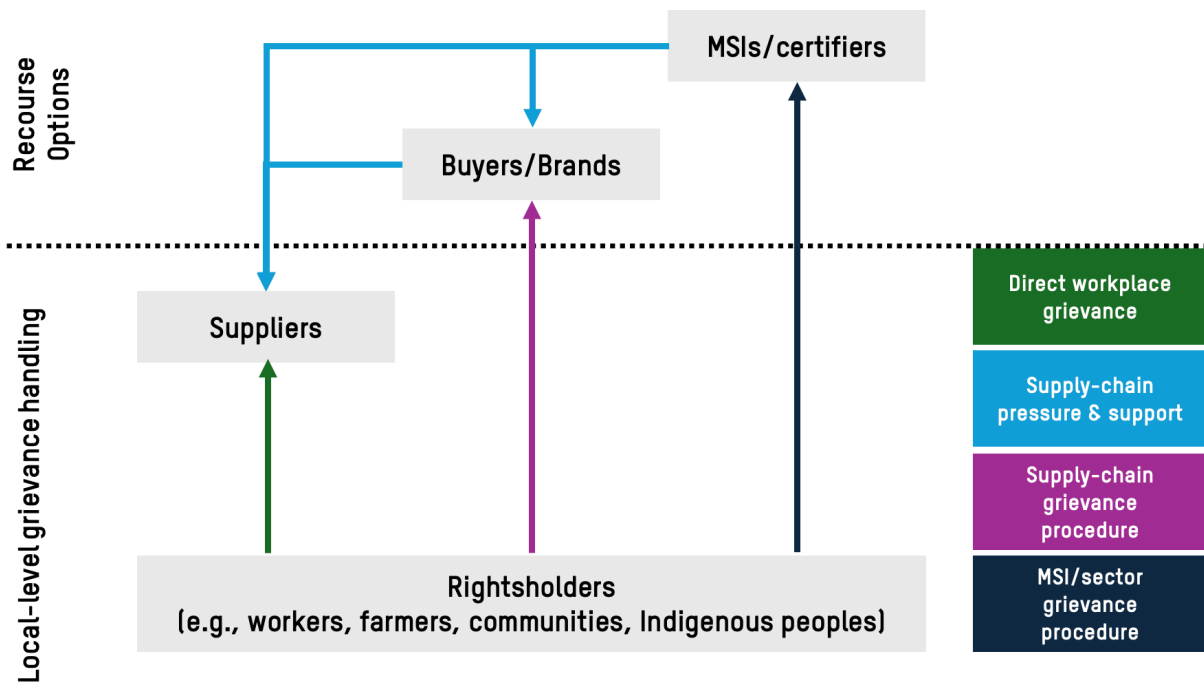 Recourse
Options
MSIs/certifiers
Buyers/Brands
Local-level grievance handling
Suppliers
Rightsholders
(e.g., workers, farmers, communities, Indigenous peoples)
Direct workplace
grievance
Supply-chain
pressure & support
Supply-chain
grievance
procedure
MSI/sector
grievance
procedure